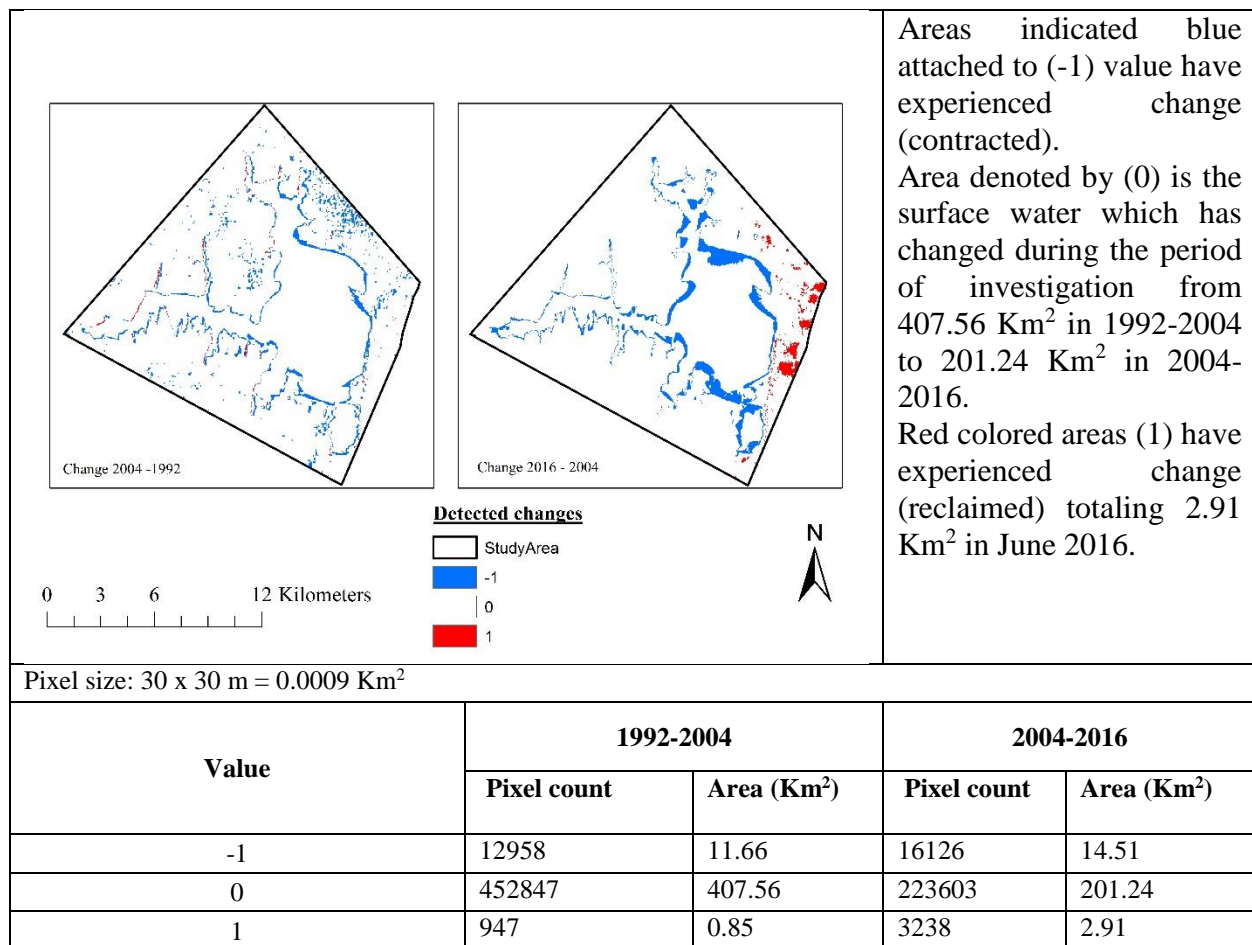 Areas indicated blue
attached to (-1) value have
experienced change
(contracted).
Area denoted by (0) is the
surface water which has
changed during the period
of investigation from
407.56 Km² in 1992-2004
to 201.24 Km² in 2004-
2016.
Red colored areas (1) have
experienced change
(reclaimed) totaling 2.91
Km² in June 2016.
Change 2004 -1992
Change 2016 - 2004
Detected changes
StudyArea
-1
0
1
0 3 6 12 Kilometers
N
Pixel size: 30 x 30 m = 0.0009 Km²
Value 1992-2004 2004-2016
Pixel count Area (Km²) Pixel count Area (Km²)
-1 12958 11.66 16126 14.51
0 452847 407.56 223603 201.24
1 947 0.85 3238 2.91